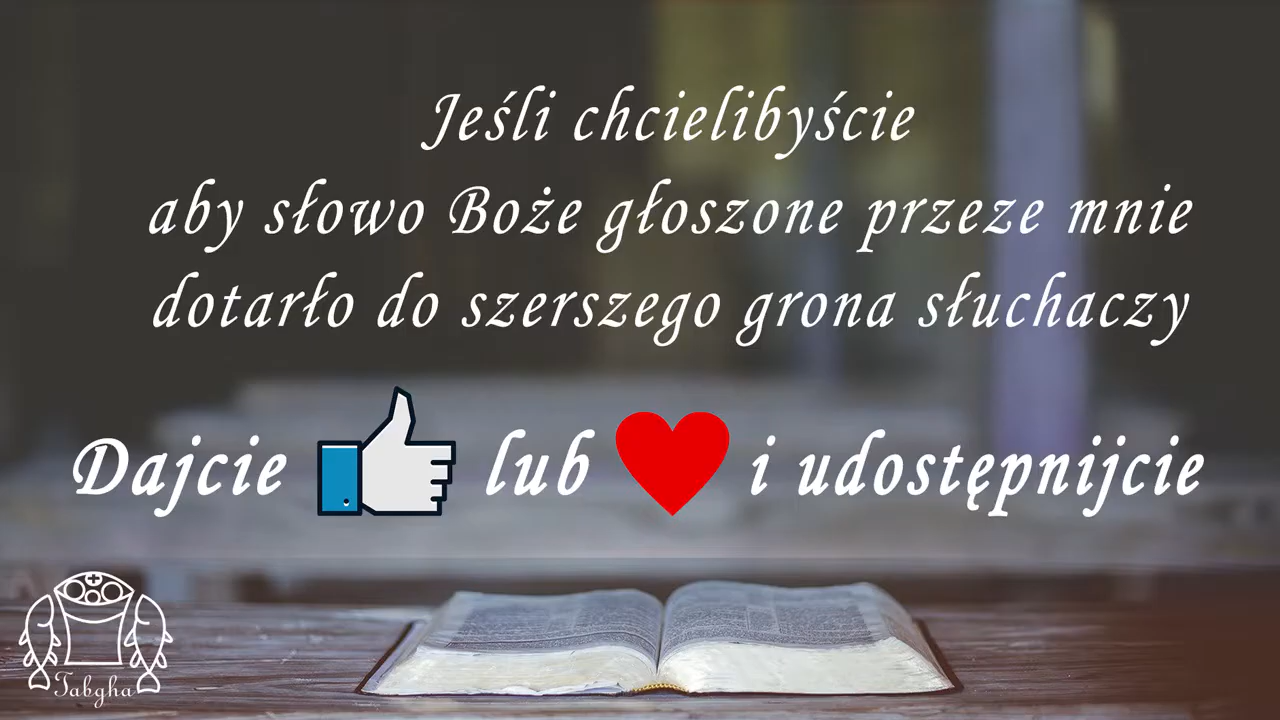 Jeśli chcielibyście
aby słowo Boże głoszone przeze mnie
dotarło do szerszego grona słuchaczy
Dajcie lub i udostępnijcie
Tabgha